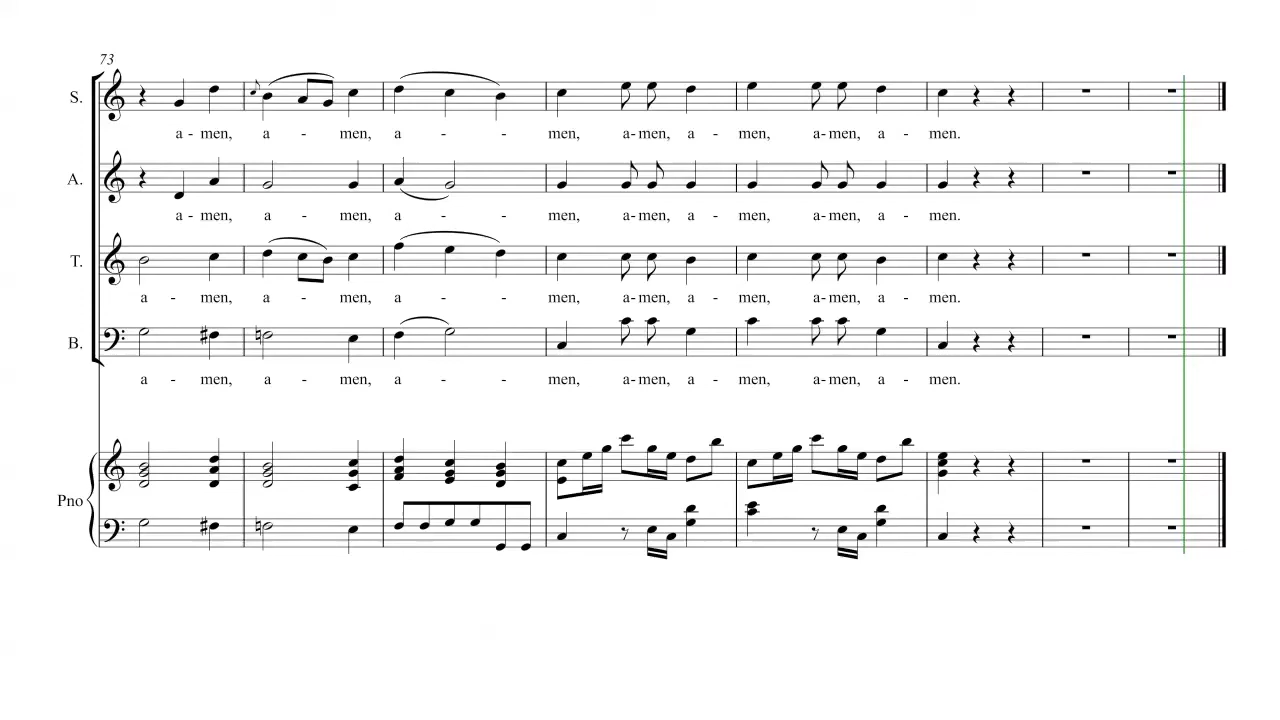 73
S.
a - men, a - men, a - - men, a-men, a - men, a-men, a - men.
A.
a - men, a - men, a - - men, a-men, a - men, a-men, a - men.
T.
a - men, a - men, a - - men, a-men, a - men, a-men, a - men.
B.
a - men, a - men, a - - men, a-men, a - men, a-men, a - men.
Pno